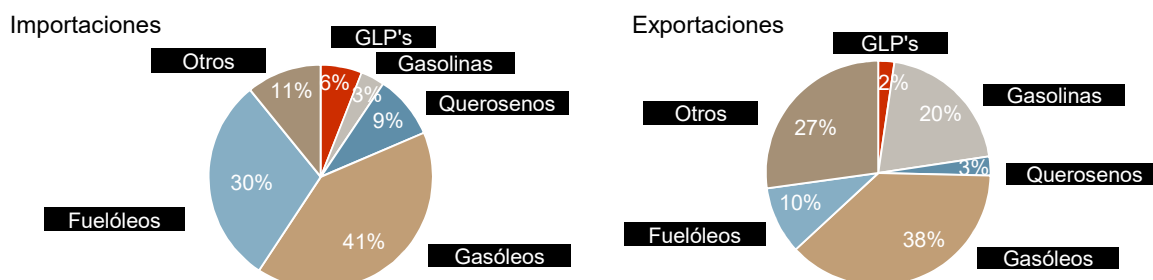 Importaciones
GLP's
Otros
Gasolinas
6%
11%
3%
Querosenos
9%
30%
Fuelóleos
41%
Gasóleos
Exportaciones
GLP's
2%
Gasolinas
20%
Otros
27%
3%
Querosenos
10%
Fuelóleos
38%
Gasóleos